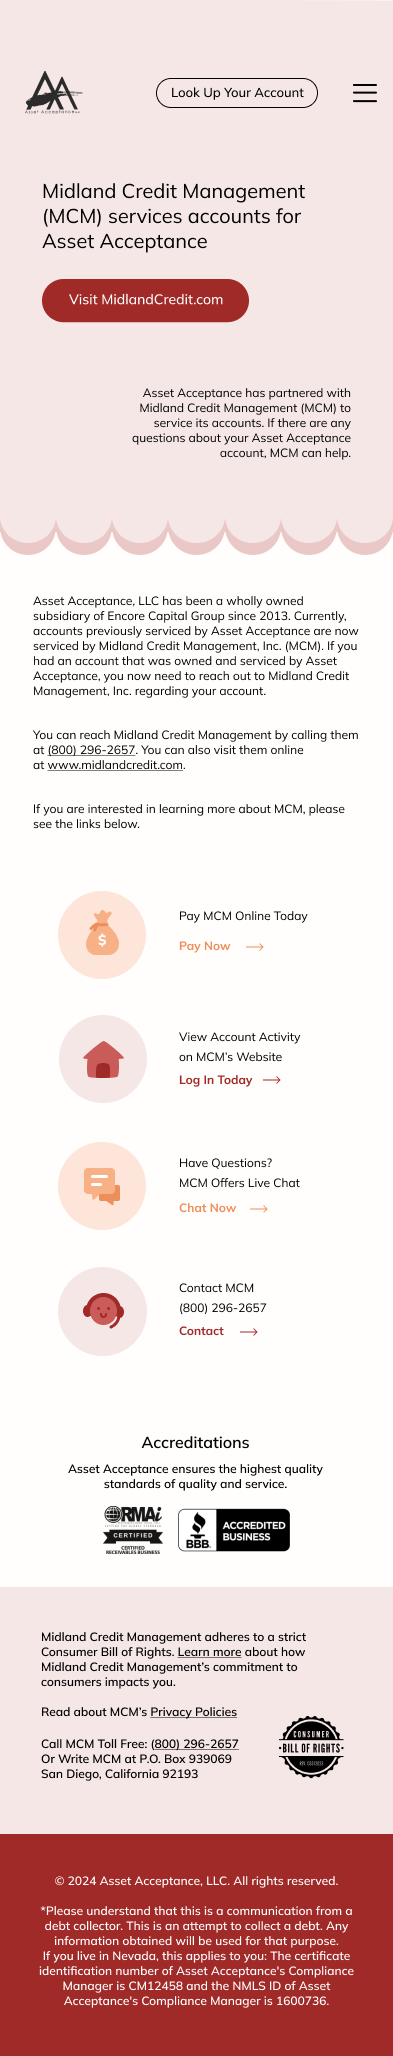 AA
Asset Acceptance LLC
Look Up Your Account
Midland Credit Management
(MCM) services accounts for
Asset Acceptance
Visit MidlandCredit.com
Asset Acceptance has partnered with
Midland Credit Management (MCM) to
service its accounts. If there are any
questions about your Asset Acceptance
account, MCM can help.
Asset Acceptance, LLC has been a wholly owned
subsidiary of Encore Capital Group since 2013. Currently,
accounts previously serviced by Asset Acceptance are now
serviced by Midland Credit Management, Inc. (MCM). If you
had an account that was owned and serviced by Asset
Acceptance, you now need to reach out to Midland Credit
Management, Inc. regarding your account.
You can reach Midland Credit Management by calling them
at (800) 296-2657. You can also visit them online
at www.midlandcredit.com.
If you are interested in learning more about MCM, please
see the links below.
$
Pay MCM Online Today
Pay Now
View Account Activity
on MCM's Website
Log In Today
Have Questions?
MCM Offers Live Chat
Chat Now
Contact MCM
(800) 296-2657
Contact
Accreditations
Asset Acceptance ensures the highest quality
standards of quality and service.
RMAi
CERTIFIED
CERTIFIED
RECEIVABLES BUSINESS
BBB.
ACCREDITED
BUSINESS
Midland Credit Management adheres to a strict
Consumer Bill of Rights. Learn more about how
Midland Credit Management's commitment to
consumers impacts you.
Read about MCM's Privacy Policies
Call MCM Toll Free: (800) 296-2657
Or Write MCM at P.O. Box 939069
San Diego, California 92193
CONSUMER
BILL OF RIGHTS
© 2024 Asset Acceptance, LLC. All rights reserved.
*Please understand that this is a communication from a
debt collector. This is an attempt to collect a debt. Any
information obtained will be used for that purpose.
If you live in Nevada, this applies to you: The certificate
identification number of Asset Acceptance's Compliance
Manager is CM12458 and the NMLS ID of Asset
Acceptance's Compliance Manager is 1600736.